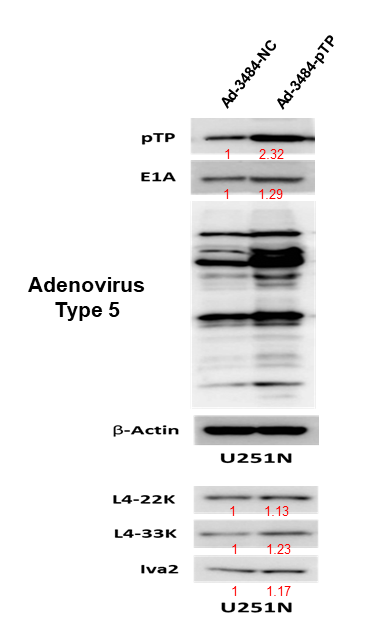 Ad-3484-NC
Ad-3484-pTP
pTP
1 2.32
E1A
1 1.29
Adenovirus
Type 5
β-Actin
U251N
L4-22K
1 1.13
L4-33K
1 1.23
Iva2
1 1.17
U251N